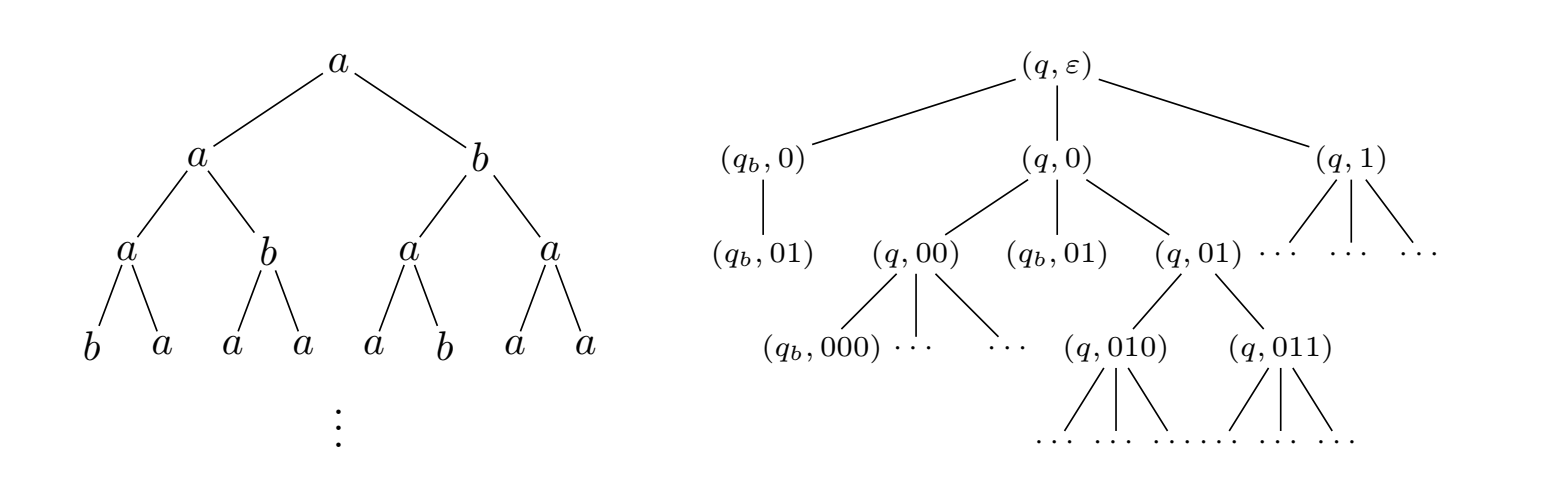 a (q, ε)
a b (q_b, 0) (q, 0) (q, 1)
a b a a (q_b, 01) (q, 00) (q_b, 01) (q, 01) ··· ··· ···
b a a a a b a a (q_b, 000) ··· ··· (q, 010) (q, 011)
⋮ ··· ··· ··· ··· ··· ···